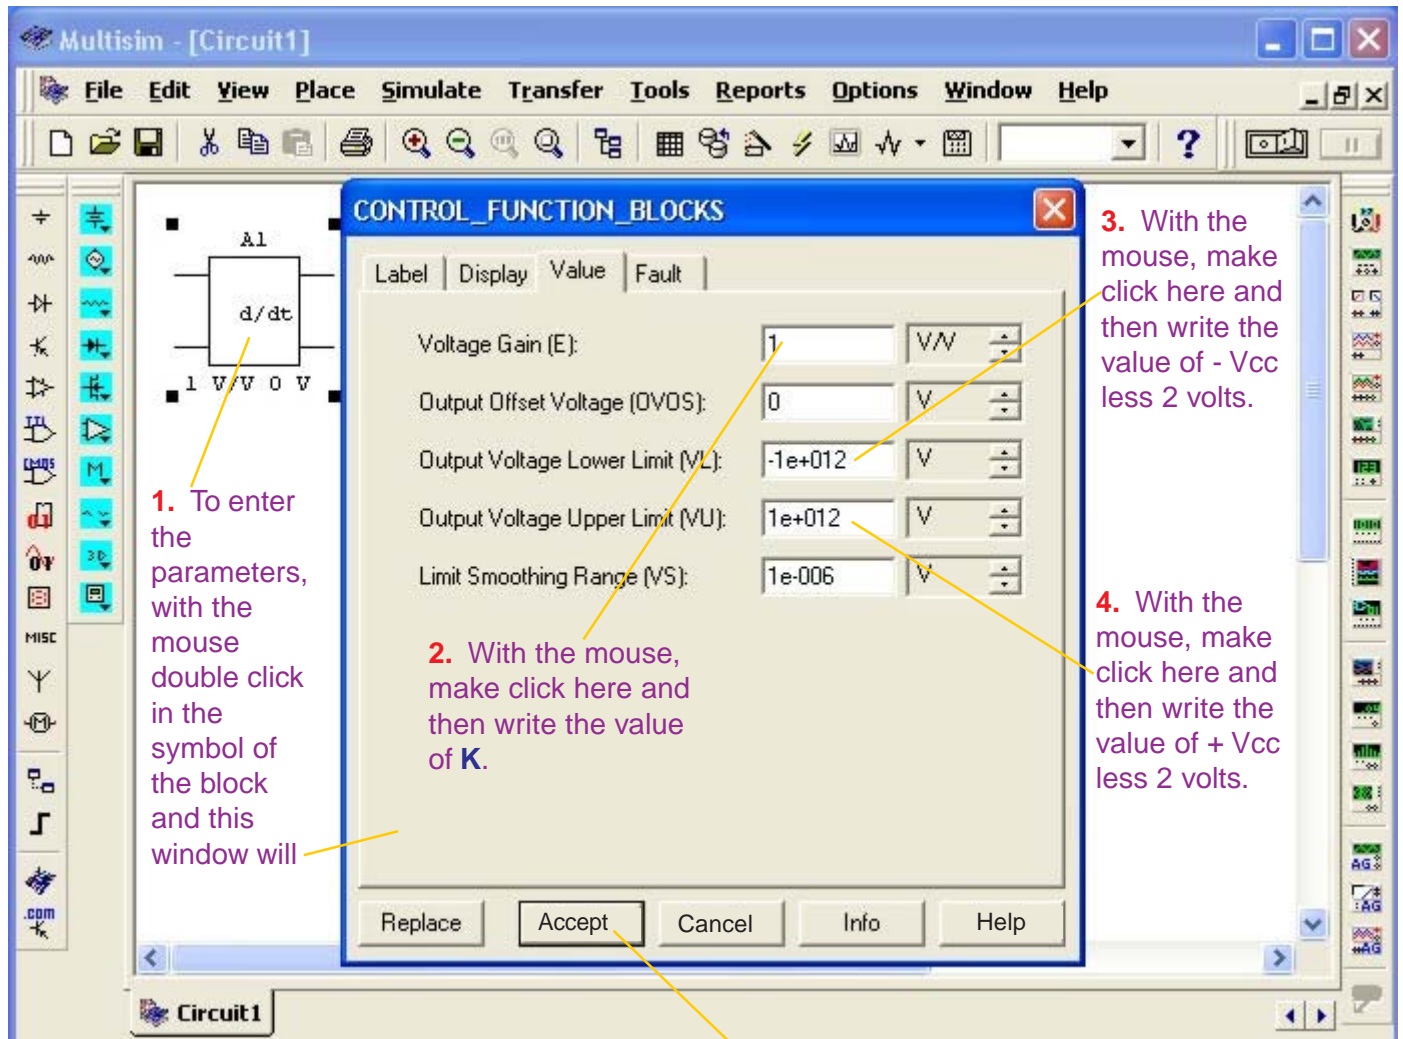 Multisim - [Circuit1]
File Edit View Place Simulate Transfer Tools Reports Options Window Help
A1
d/dt
1 V/V 0 V
CONTROL_FUNCTION_BLOCKS
Label Display Value Fault
Voltage Gain (E): 1 V/V
Output Offset Voltage (OVOS): 0 V
Output Voltage Lower Limit (VL): -1e+012 V
Output Voltage Upper Limit (VU): 1e+012 V
Limit Smoothing Range (VS): 1e-006 V
Replace Accept Cancel Info Help
1. To enter
the
parameters,
with the
mouse
double click
in the
symbol of
the block
and this
window will
2. With the mouse,
make click here and
then write the value
of K.
3. With the
mouse, make
click here and
then write the
value of - Vcc
less 2 volts.
4. With the
mouse, make
click here and
then write the
value of + Vcc
less 2 volts.
TTL
CMOS
MISC
M
3D
.com
AG
AG
AG
Circuit1